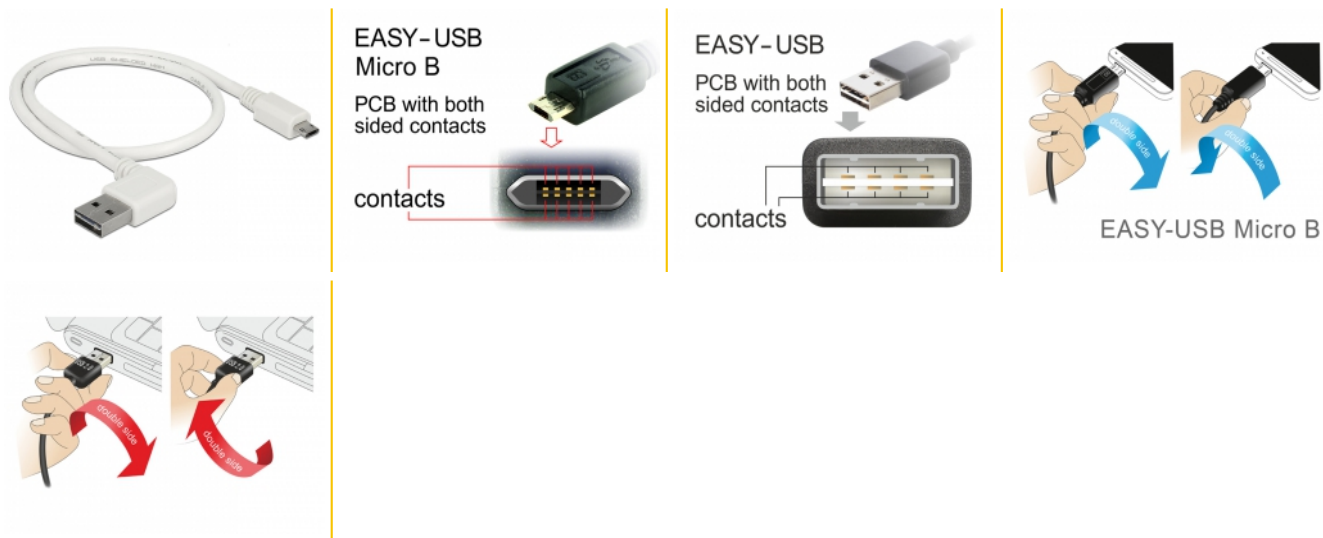 EASY-USB
Micro B
PCB with both
sided contacts
contacts
EASY-USB
PCB with both
sided contacts
contacts
double side
double side
EASY-USB Micro B
double side
double side